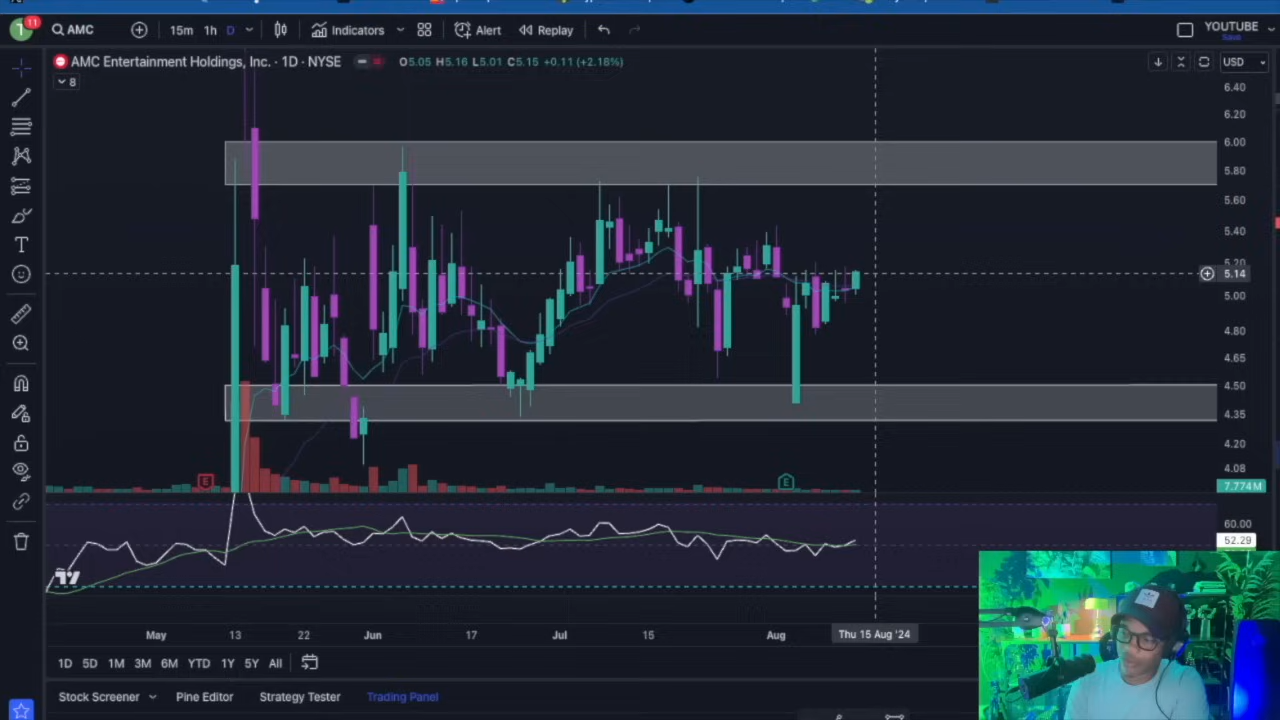 11
AMC
15m 1h D
Indicators
Alert
Replay
YOUTUBE
Save
AMC Entertainment Holdings, Inc. · 1D · NYSE
O5.05 H5.16 L5.01 C5.15 +0.11 (+2.18%)
USD
8
6.40
6.20
6.00
5.80
5.60
5.40
5.20
5.14
5.00
4.80
4.65
4.50
4.35
4.20
4.08
E
E
7.774M
60.00
52.29
May 13 22 Jun 17 Jul 15 Aug Thu 15 Aug '24
1D 5D 1M 3M 6M YTD 1Y 5Y All
Stock Screener Pine Editor Strategy Tester Trading Panel